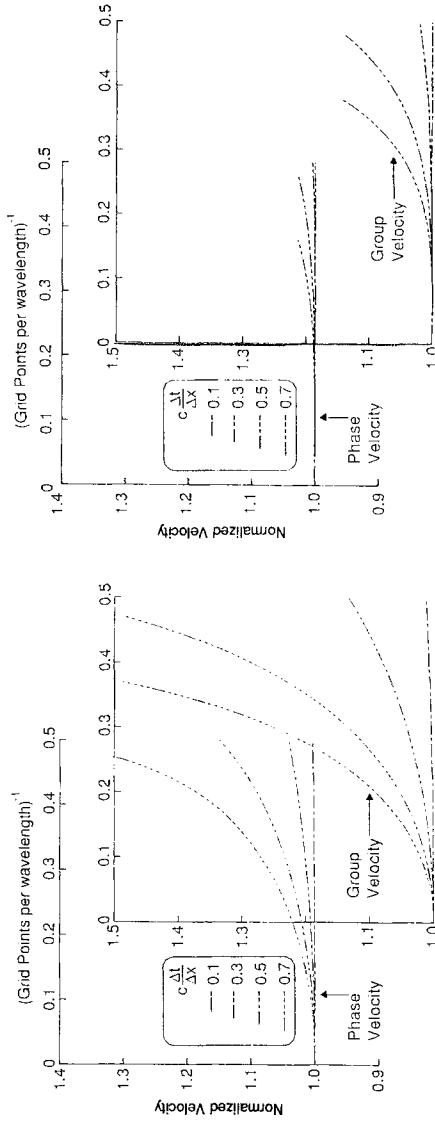 (Grid Points per wavelength)⁻¹
0 0.1 0.2 0.3 0.4 0.5
1.4
1.3
1.2
1.1
1.0
0.9
Normalized Velocity
c Δt/Δx
0.1
0.3
0.5
0.7
Phase
Velocity
0 0.1 0.2 0.3 0.4 0.5
1.5
1.4
1.3
1.2
1.1
1.0
Group
Velocity
(Grid Points per wavelength)⁻¹
0 0.1 0.2 0.3 0.4 0.5
1.4
1.3
1.2
1.1
1.0
0.9
Normalized Velocity
c Δt/Δx
0.1
0.3
0.5
0.7
Phase
Velocity
0 0.1 0.2 0.3 0.4 0.5
1.5
1.4
1.3
1.2
1.1
1.0
Group
Velocity